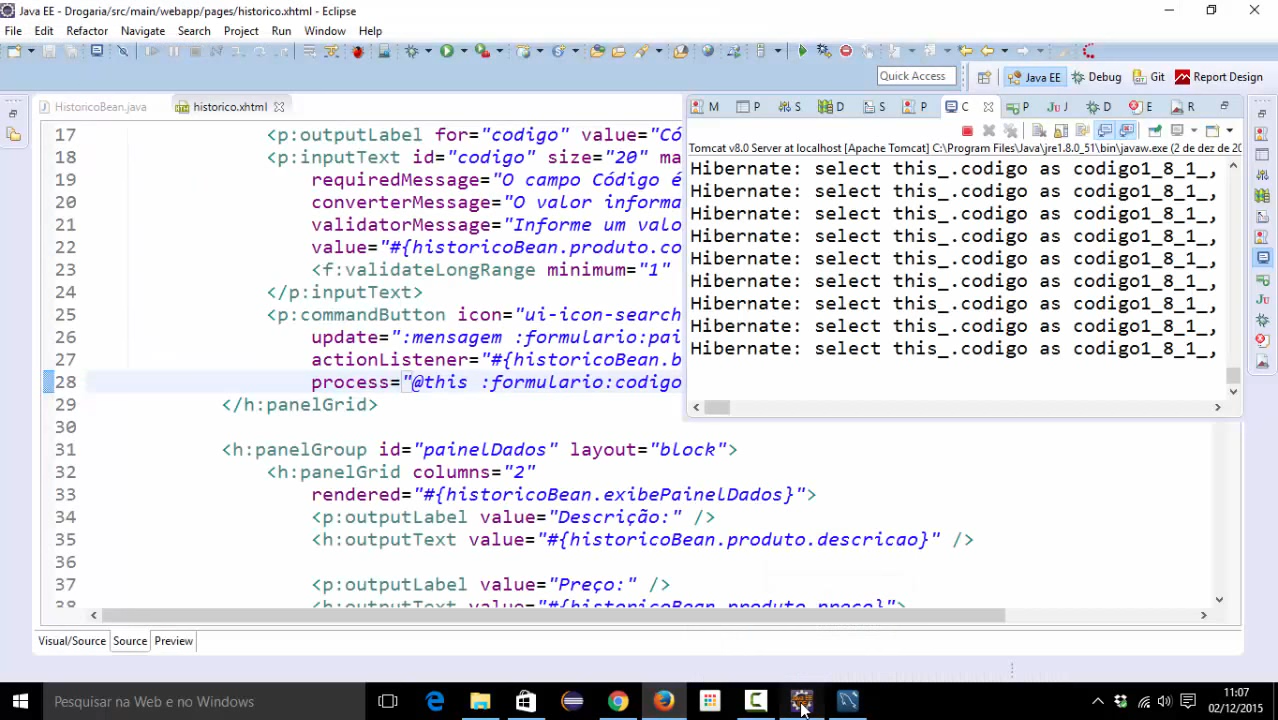 Java EE - Drogaria/src/main/webapp/pages/historico.xhtml - Eclipse
File Edit Refactor Navigate Search Project Run Window Help
Quick Access Java EE Debug Git Report Design
HistoricoBean.java historico.xhtml
M P S D S P C P J D E R
17 <p:outputLabel for="codigo" value="Có
18 <p:inputText id="codigo" size="20" ma
19 requiredMessage="O campo Código é
20 converterMessage="O valor informa
21 validatorMessage="Informe um valo
22 value="#{historicoBean.produto.co
23 <f:validateLongRange minimum="1"
24 </p:inputText>
25 <p:commandButton icon="ui-icon-search
26 update=":mensagem :formulario:pai
27 actionListener="#{historicoBean.b
28 process="@this :formulario:codigo
29 </h:panelGrid>
30
31 <h:panelGroup id="painelDados" layout="block">
32 <h:panelGrid columns="2"
33 rendered="#{historicoBean.exibePainelDados}">
34 <p:outputLabel value="Descrição:" />
35 <h:outputText value="#{historicoBean.produto.descricao}" />
36
37 <p:outputLabel value="Preço:" />
38 <h:outputText value="#{historicoBean.produto.preco}">
Tomcat v8.0 Server at localhost [Apache Tomcat] C:\Program Files\Java\jre1.8.0_51\bin\javaw.exe (2 de dez de 20
Hibernate: select this_.codigo as codigo1_8_1_,
Hibernate: select this_.codigo as codigo1_8_1_,
Hibernate: select this_.codigo as codigo1_8_1_,
Hibernate: select this_.codigo as codigo1_8_1_,
Hibernate: select this_.codigo as codigo1_8_1_,
Hibernate: select this_.codigo as codigo1_8_1_,
Hibernate: select this_.codigo as codigo1_8_1_,
Hibernate: select this_.codigo as codigo1_8_1_,
Hibernate: select this_.codigo as codigo1_8_1_,
Visual/Source Source Preview
Pesquisar na Web e no Windows
11:07
02/12/2015